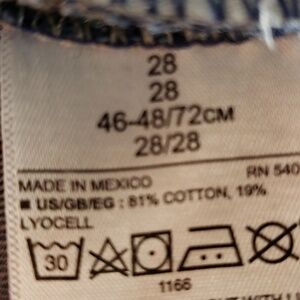 28
28
46-48/72CM
28/28
RN 540
MADE IN MEXICO
■ US/GB/EG : 81% COTTON, 19%
LYOCELL
30
1166